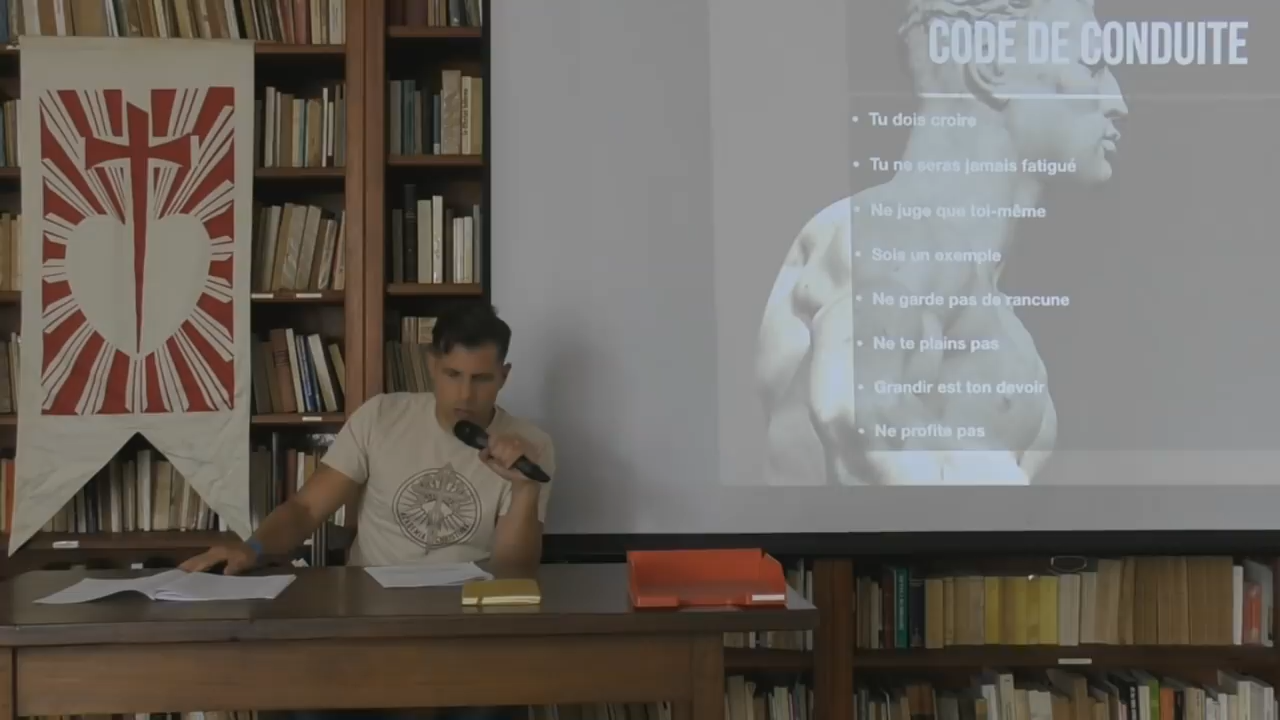 CODE DE CONDUITE
• Tu dois croire
• Tu ne seras jamais fatigué
• Ne juge que toi-même
• Sois un exemple
• Ne garde pas de rancune
• Ne te plains pas
• Grandir est ton devoir
• Ne profite pas